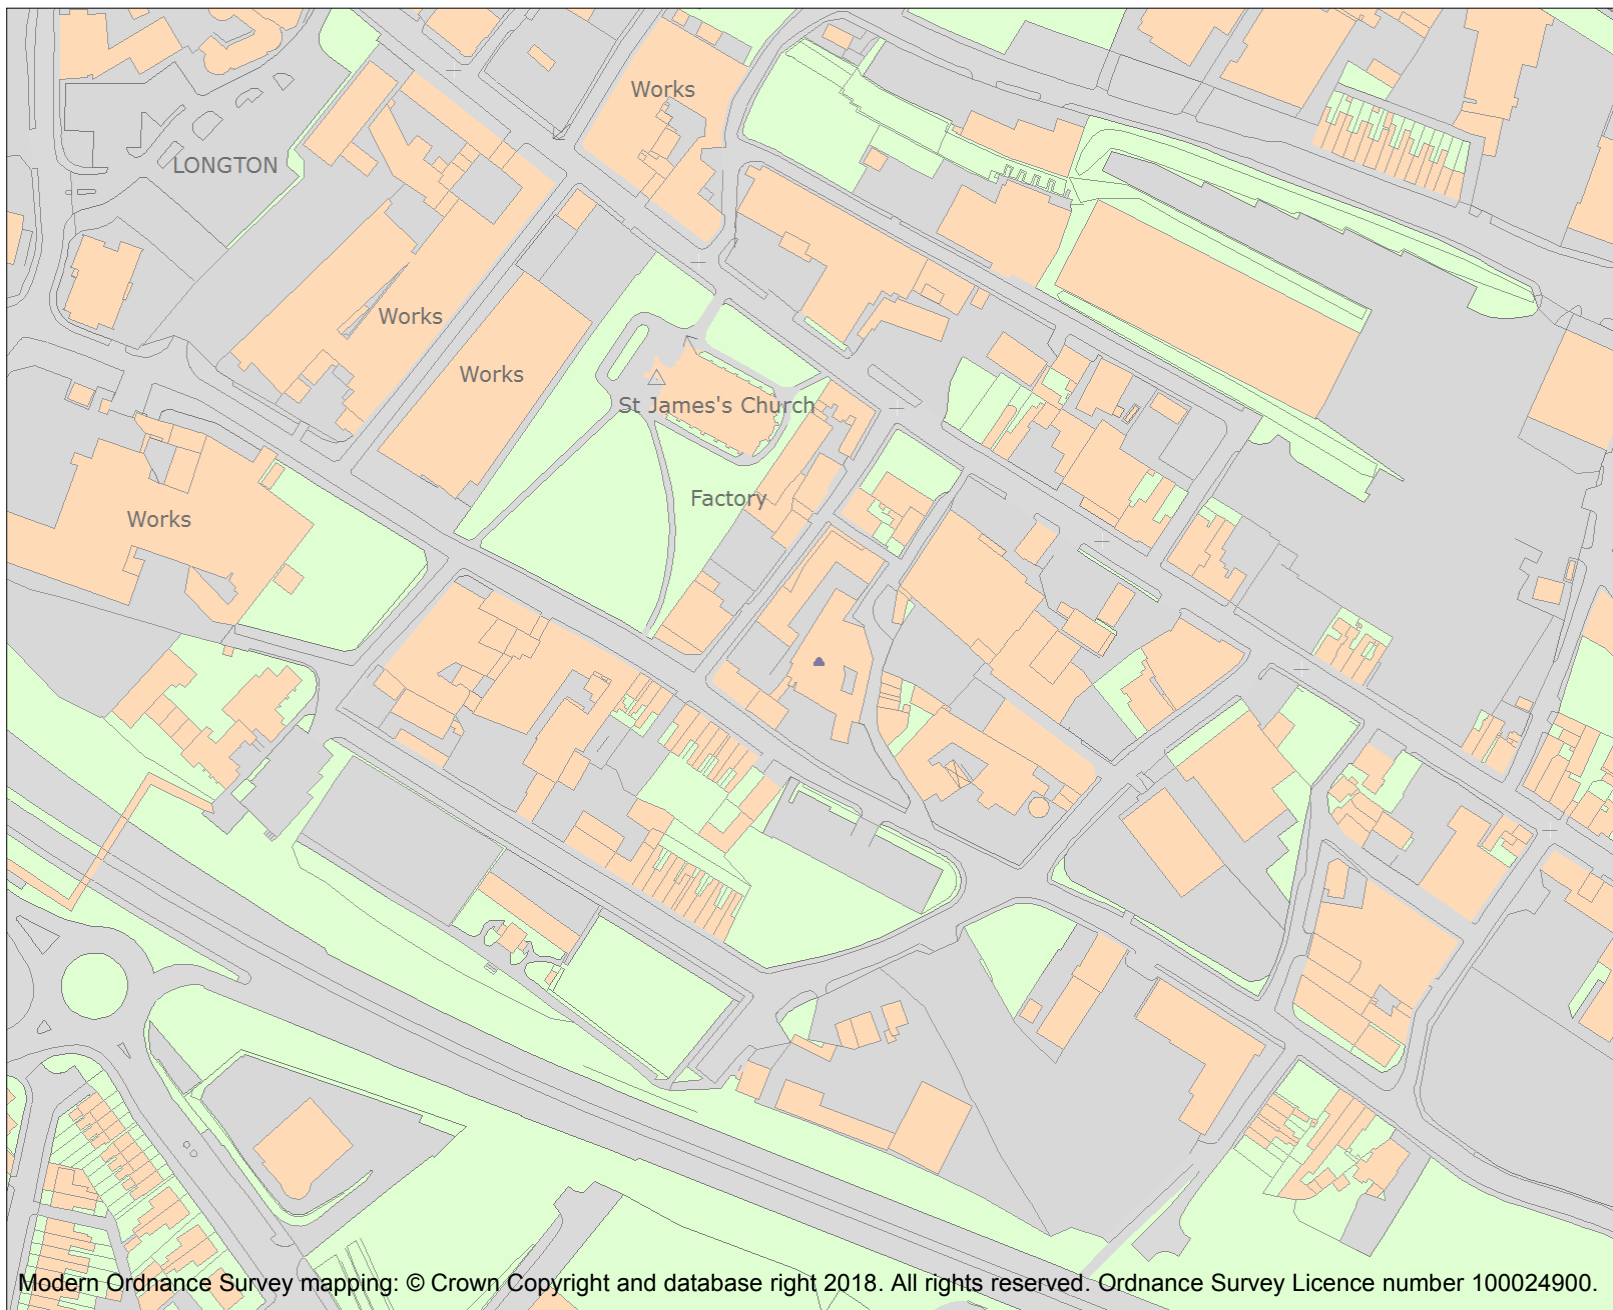 Works
LONGTON
Works
Works
St James's Church
Factory
Works
Modern Ordnance Survey mapping: © Crown Copyright and database right 2018. All rights reserved. Ordnance Survey Licence number 100024900.